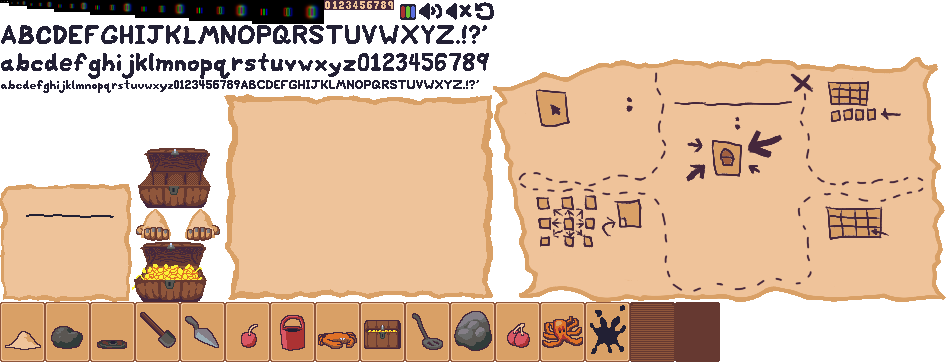 0123456789
ABCDEFGHIJKLMNOPQRSTUVWXYZ.!?'
abcdefghijklmnopqrstuvwxyz0123456789
abcdefghijklmnopqrstuvwxyz0123456789ABCDEFGHIJKLMNOPQRSTUVWXYZ.!?'